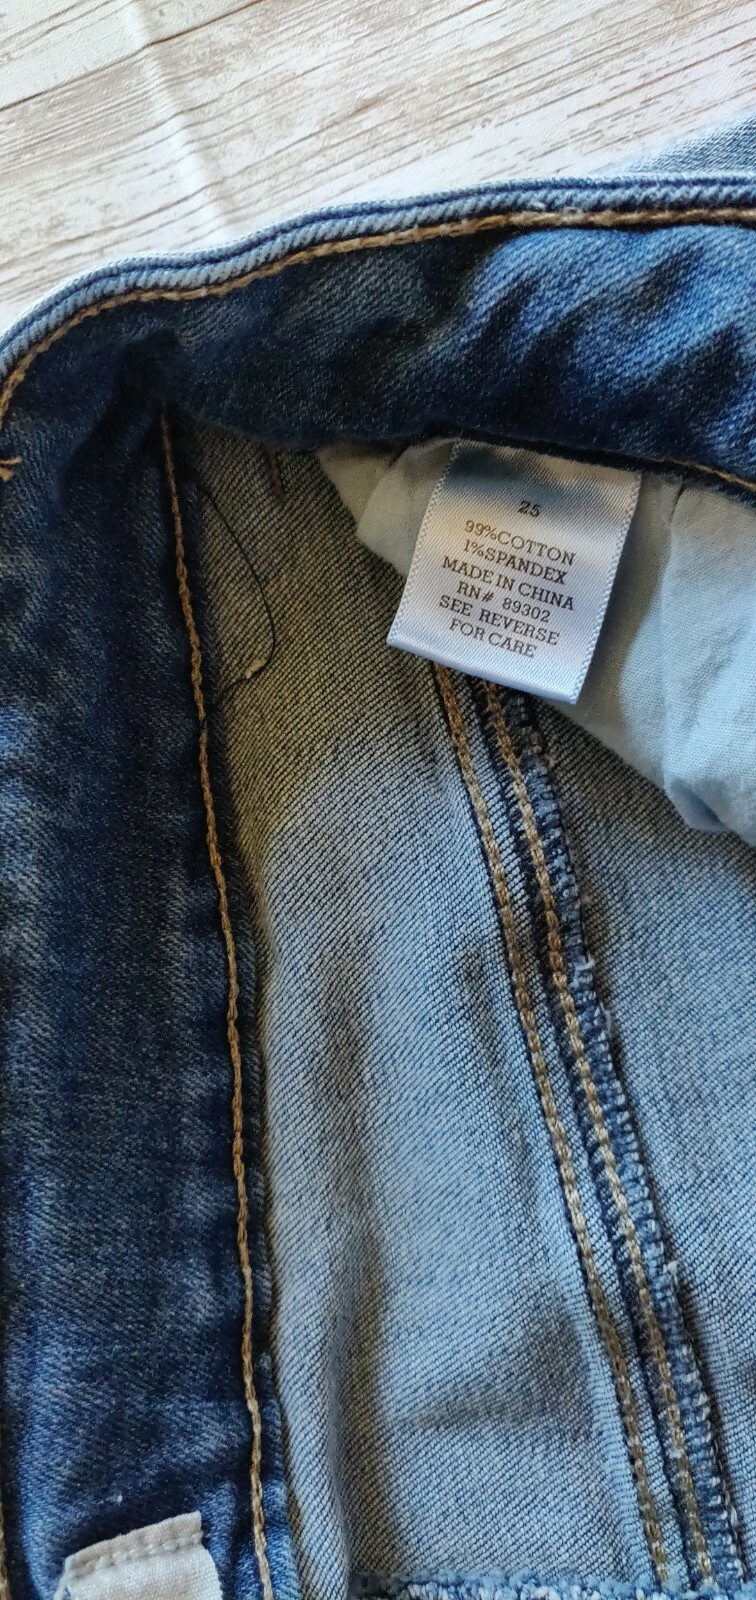 25
99%COTTON
1%SPANDEX
MADE IN CHINA
RN# 89302
SEE REVERSE
FOR CARE